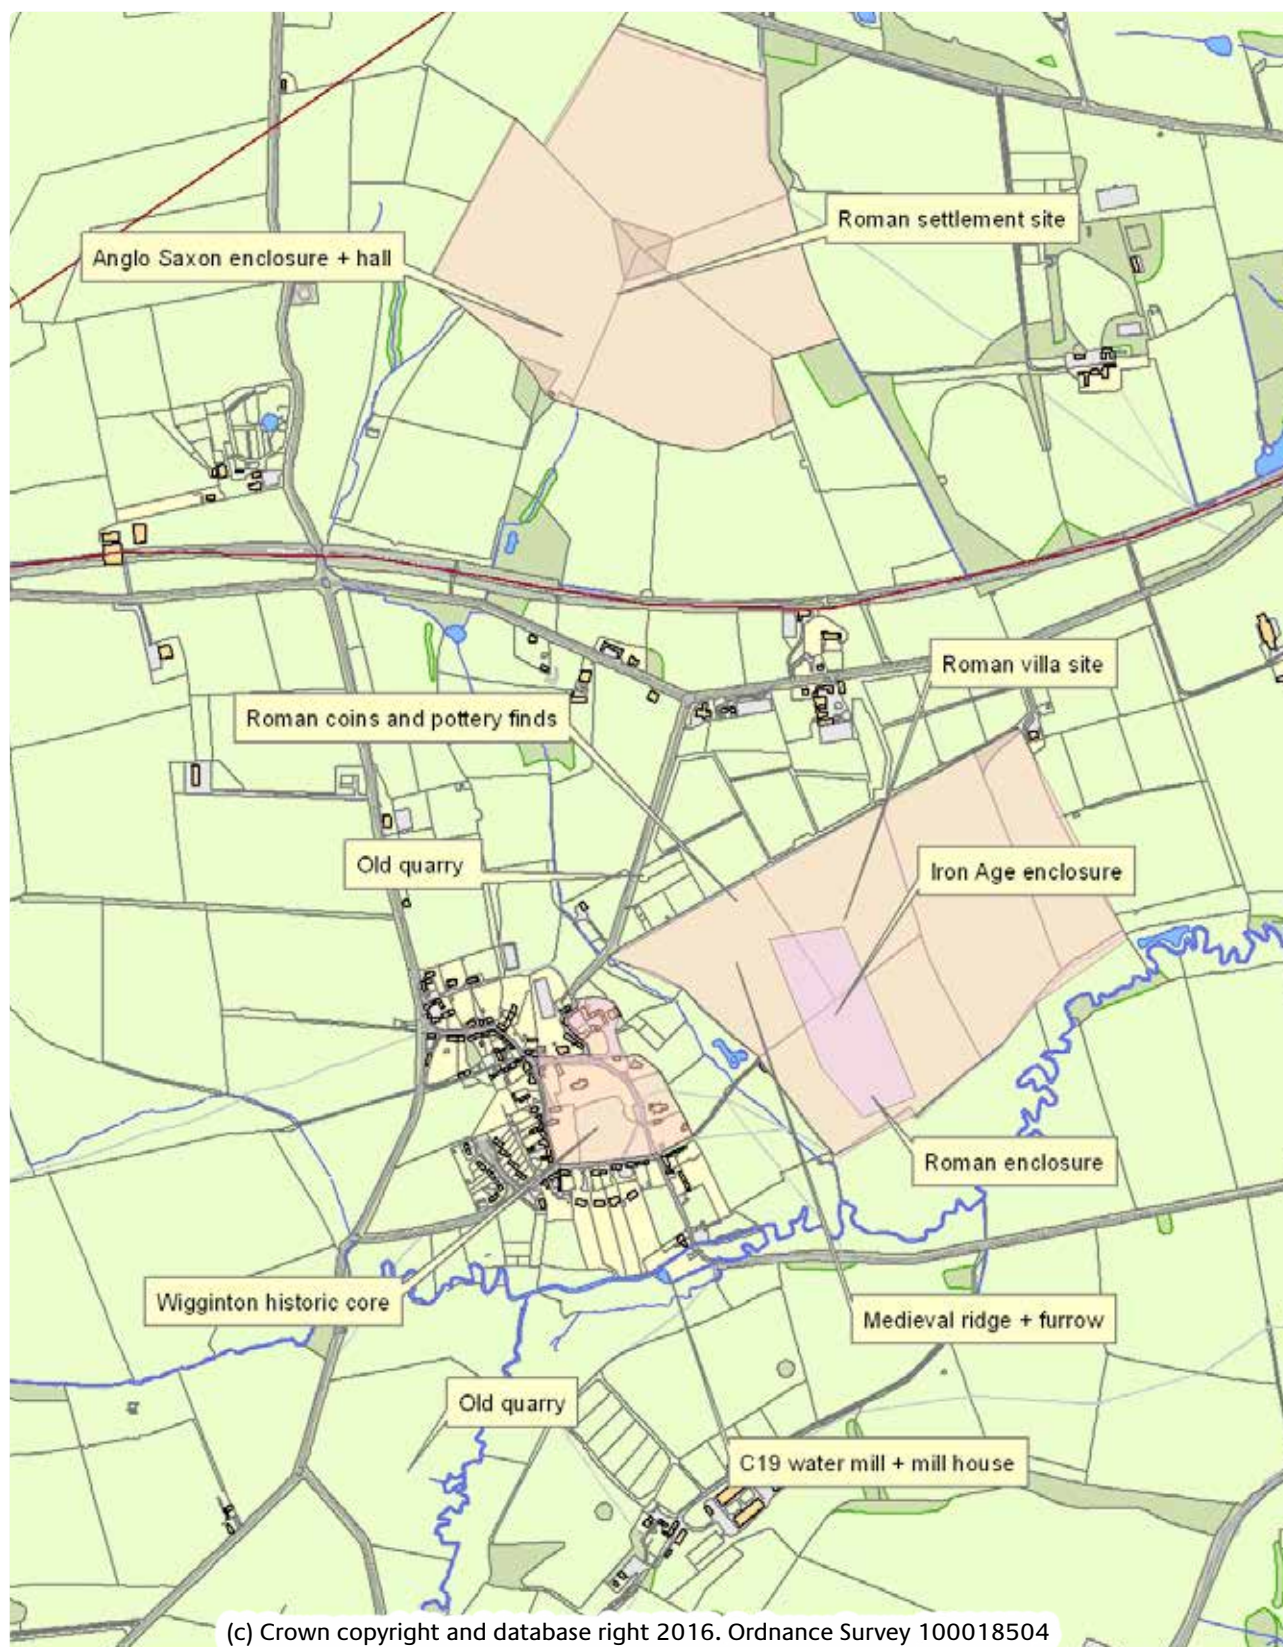 Roman settlement site
Anglo Saxon enclosure + hall
Roman villa site
Roman coins and pottery finds
Old quarry
Iron Age enclosure
Roman enclosure
Wigginton historic core
Medieval ridge + furrow
Old quarry
C19 water mill + mill house
(c) Crown copyright and database right 2016. Ordnance Survey 100018504